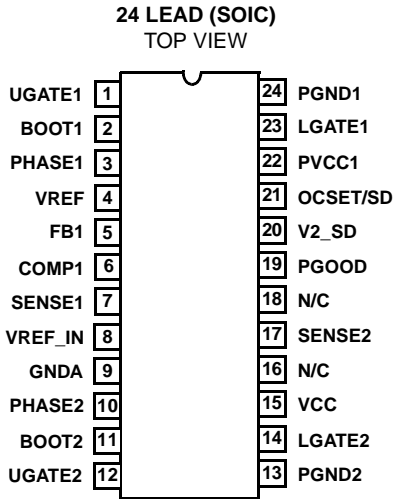 24 LEAD (SOIC)
TOP VIEW
UGATE1 1 24 PGND1
BOOT1 2 23 LGATE1
PHASE1 3 22 PVCC1
VREF 4 21 OCSET/SD
FB1 5 20 V2_SD
COMP1 6 19 PGOOD
SENSE1 7 18 N/C
VREF_IN 8 17 SENSE2
GNDA 9 16 N/C
PHASE2 10 15 VCC
BOOT2 11 14 LGATE2
UGATE2 12 13 PGND2